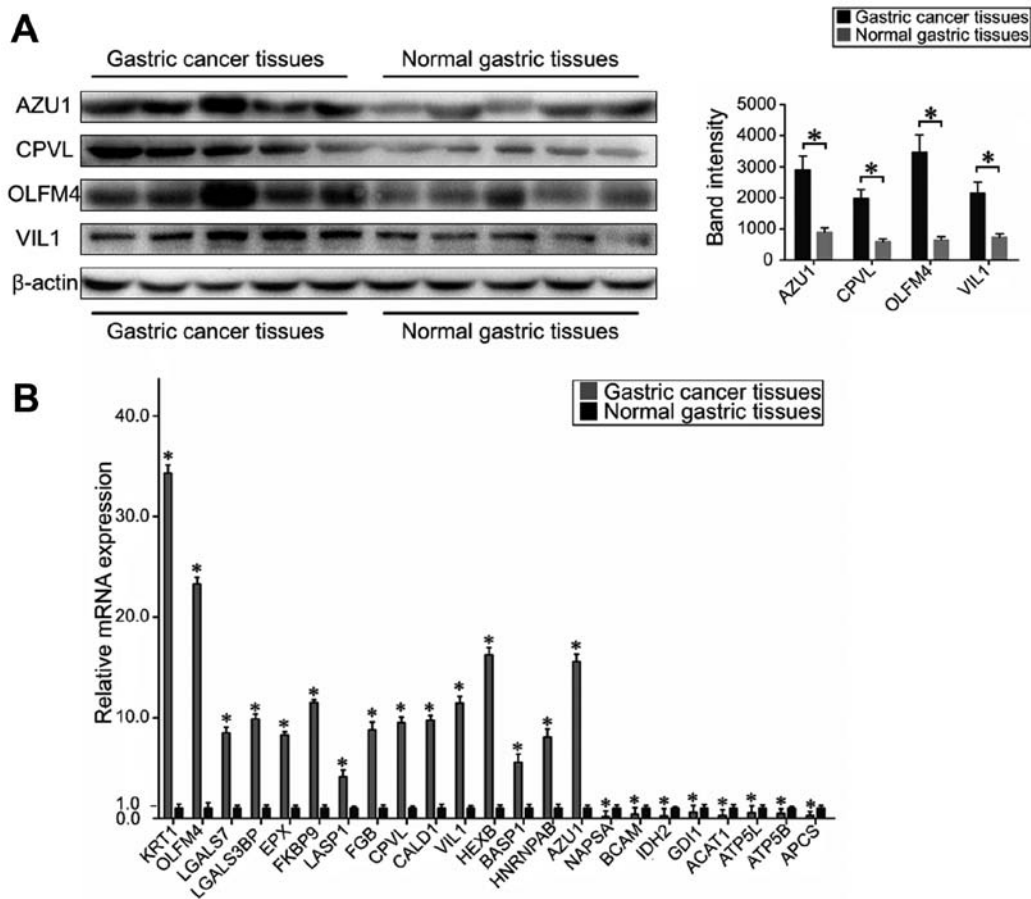 A
Gastric cancer tissues
Normal gastric tissues
AZU1
CPVL
OLFM4
VIL1
β-actin
Gastric cancer tissues
Normal gastric tissues
Gastric cancer tissues
Normal gastric tissues
Band intensity
5000
4000
3000
2000
1000
0
* * * *
AZU1 CPVL OLFM4 VIL1
B
Gastric cancer tissues
Normal gastric tissues
Relative mRNA expression
40.0
30.0
20.0
10.0
1.0
0.0
* * * * * * * * * * * * * * * * * * * * * * *
KRT1 OLFM4 LGALS7 LGALS3BP EPX FKBP9 LASP1 FGB CPVL CALD1 VIL1 HEXB BASP1 HNRNPAB AZU1 NAPSA BCAM IDH2 GDI1 ACAT1 ATP5L ATP5B APCS